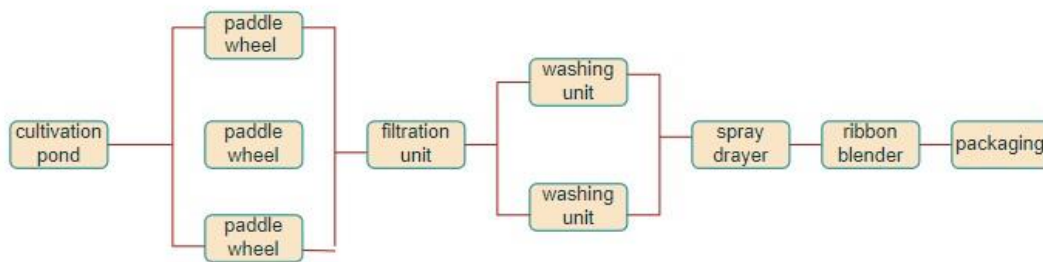 cultivation
pond
paddle
wheel
paddle
wheel
paddle
wheel
filtration
unit
washing
unit
washing
unit
spray
drayer
ribbon
blender
packaging